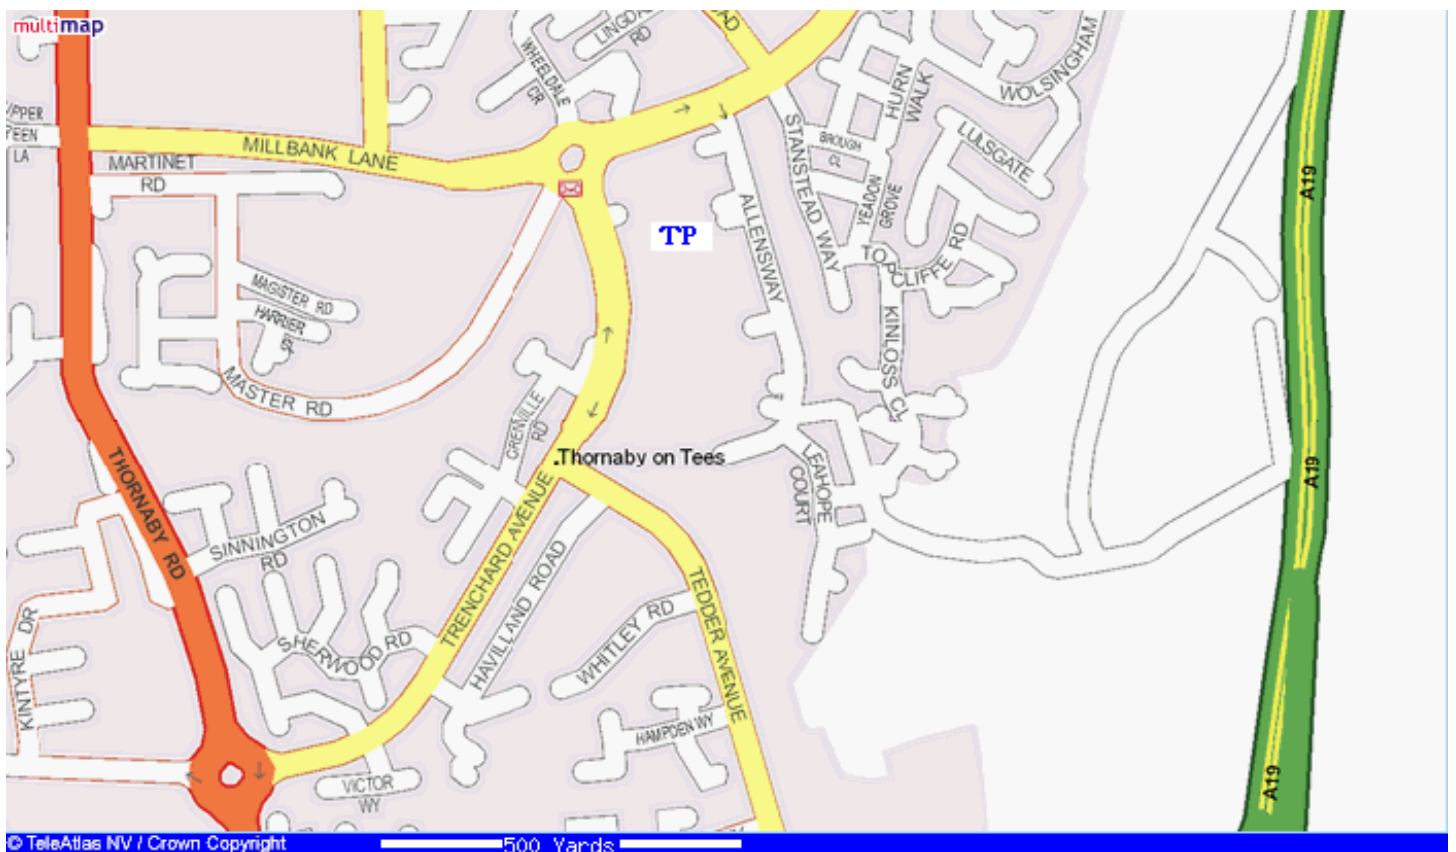 multimap
LINGDA
RD
WHEELDALE
CR
OAD
WOLSINGHAM
HURN
WALK
UPPER
EEN
LA
MILLBANK LANE
MARTINET
RD
STANSTEAD WAY
BROUGH
CL
LULSGATE
YEADON
GROVE
A19
ALLENSWAY
TP
TOPCLIFFE RD
MAGISTER RD
HARRIER
KINLOSS CL
MASTER RD
GRENVILLE
RD
Thornaby on Tees
THORNABY RD
LEAHOPE
COURT
A19
SINNINGTON
RD
TRENCHARD AVENUE
HAVILLAND ROAD
TEDDER AVENUE
KINTYRE DR
SHERWOOD RD
WHITLEY RD
HAMPDEN WY
VICTOR
WY
A19
© TeleAtlas NV / Crown Copyright
500 Yards